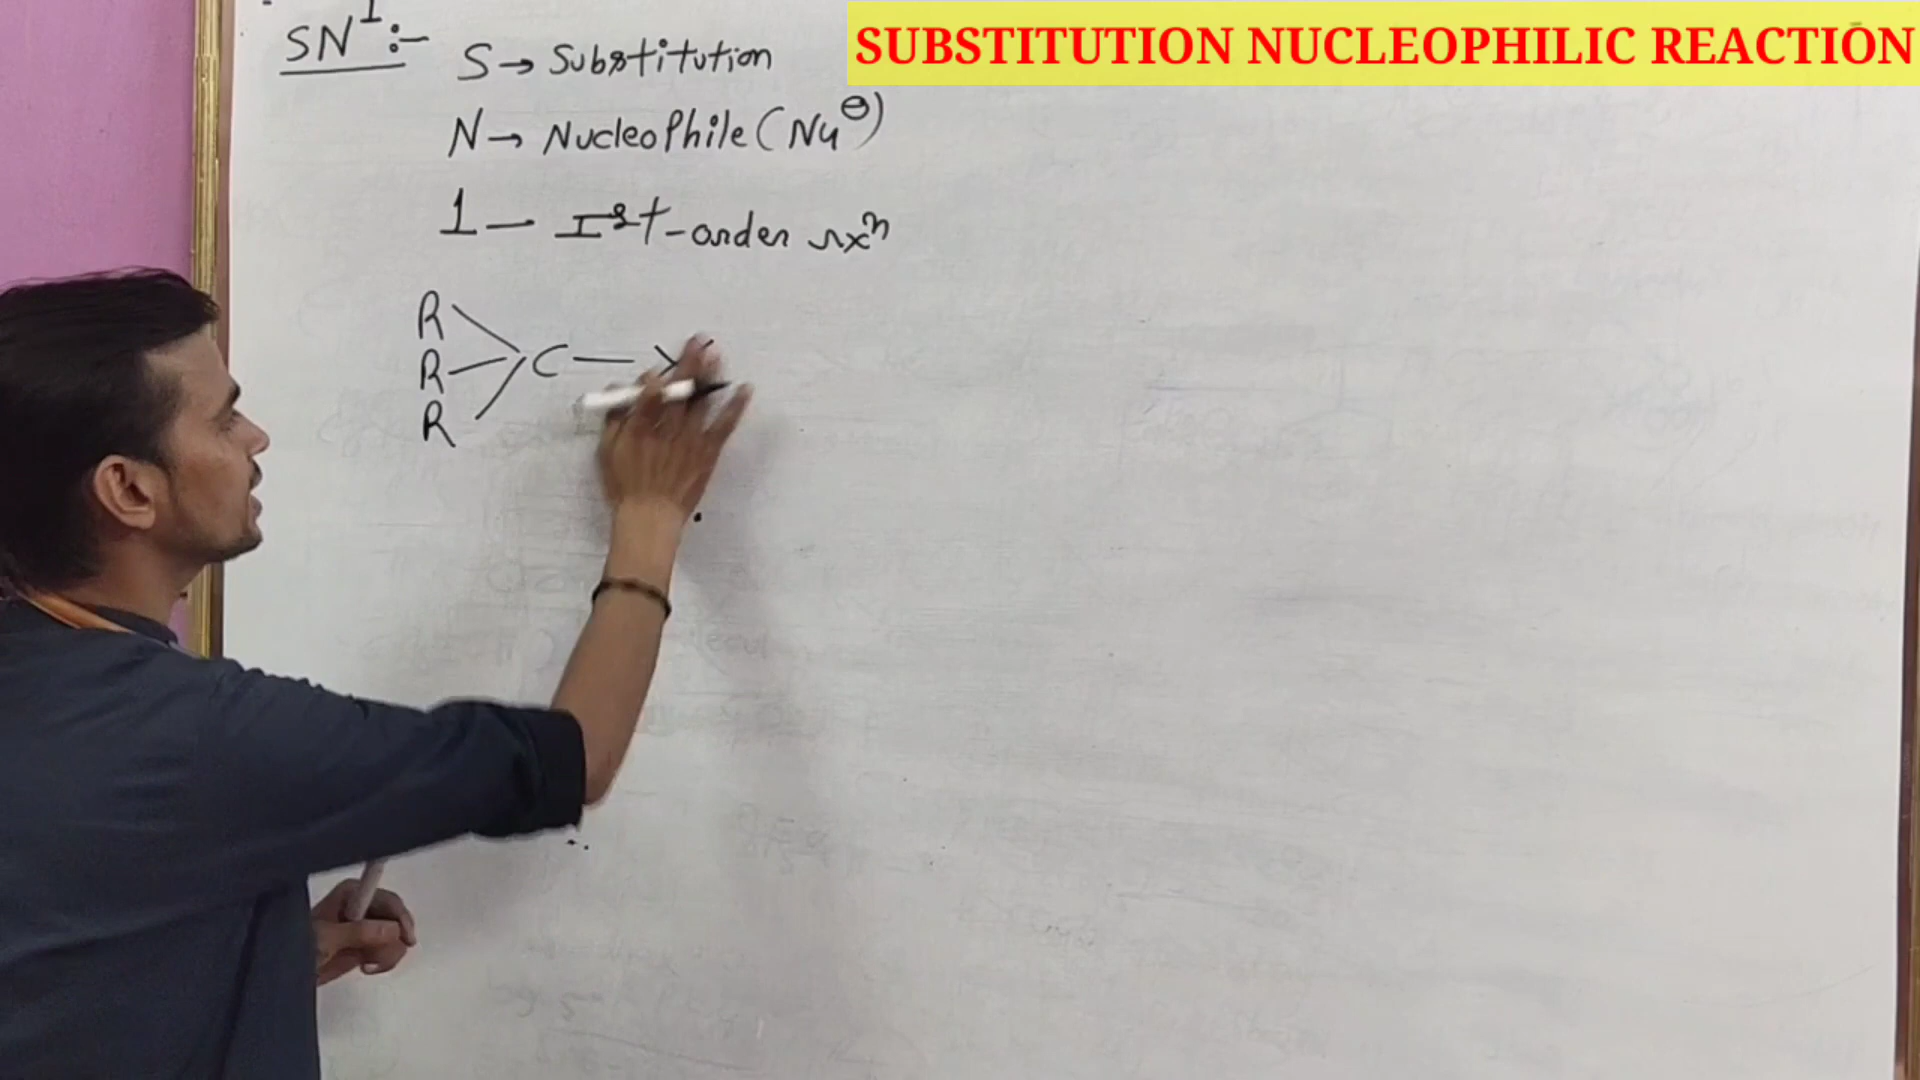 SUBSTITUTION NUCLEOPHILIC REACTION
SN1 :-
S → Substitution
N → Nucleophile (Nu⊖)
1 — Ist-order rxn
R
R C — X
R